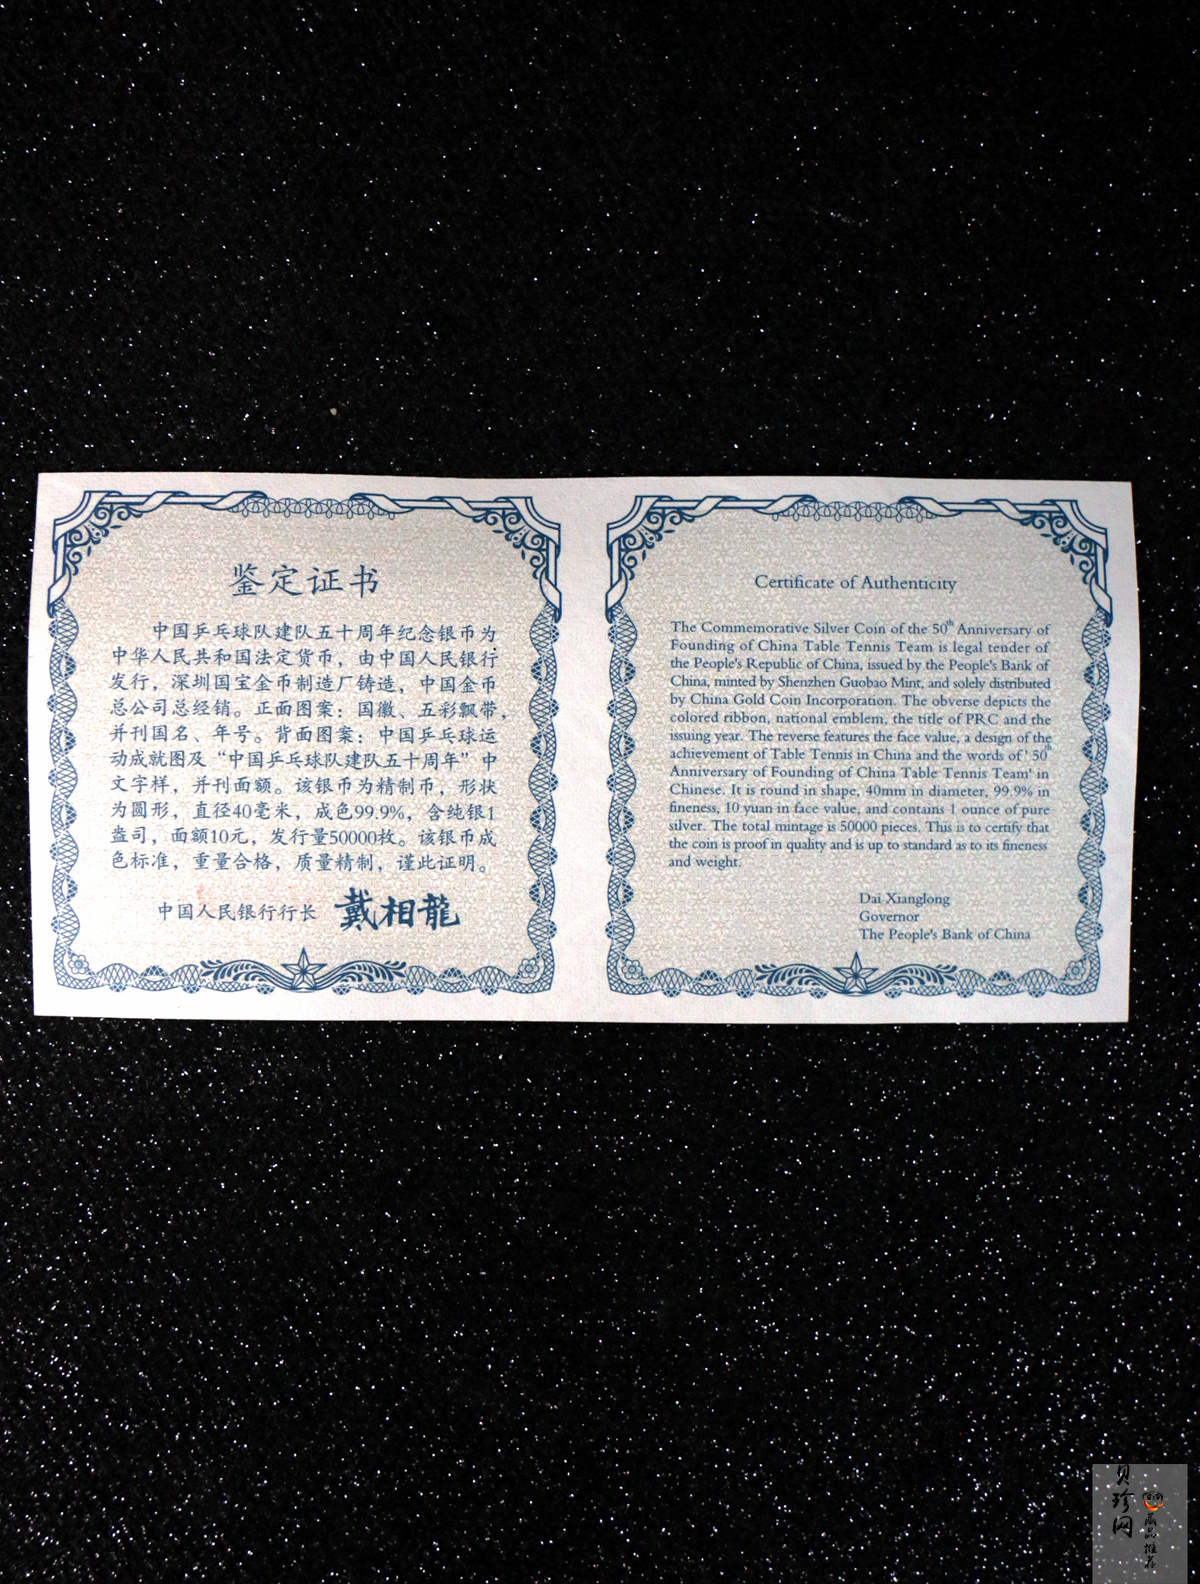 鉴定证书
中国乒乓球队建队五十周年纪念银币为
中华人民共和国法定货币，由中国人民银行
发行，深圳国宝金币制造厂铸造，中国金币
总公司总经销。正面图案：国徽、五彩飘带，
并刊国名、年号。背面图案：中国乒乓球运
动成就图及“中国乒乓球队建队五十周年”中
文字样，并刊面额。该银币为精制币，形状
为圆形，直径40毫米，成色99.9%，含纯银1
盎司，面额10元，发行量50000枚。该银币成
色标准，重量合格，质量精制，谨此证明。
中国人民银行行长 戴相龍
Certificate of Authenticity
The Commemorative Silver Coin of the 50th Anniversary of
Founding of China Table Tennis Team is legal tender of
the People's Republic of China, issued by the People's Bank of
China, minted by Shenzhen Guobao Mint, and solely distributed
by China Gold Coin Incorporation. The obverse depicts the
colored ribbon, national emblem, the title of PRC and the
issuing year. The reverse features the face value, a design of the
achievement of Table Tennis in China and the words of ' 50th
Anniversary of Founding of China Table Tennis Team' in
Chinese. It is round in shape, 40mm in diameter, 99.9% in
fineness, 10 yuan in face value, and contains 1 ounce of pure
silver. The total mintage is 50000 pieces. This is to certify that
the coin is proof in quality and is up to standard as to its fineness
and weight.
Dai Xianglong
Governor
The People's Bank of China
贝珍网
藏品推荐